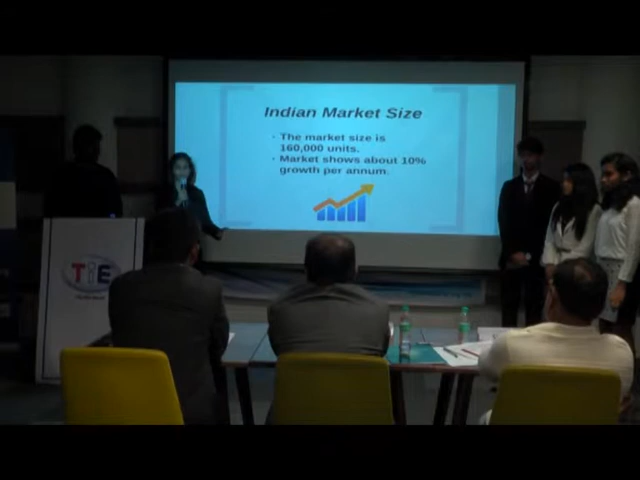 Indian Market Size
- The market size is
160,000 units.
- Market shows about 10%
growth per annum.
TiE